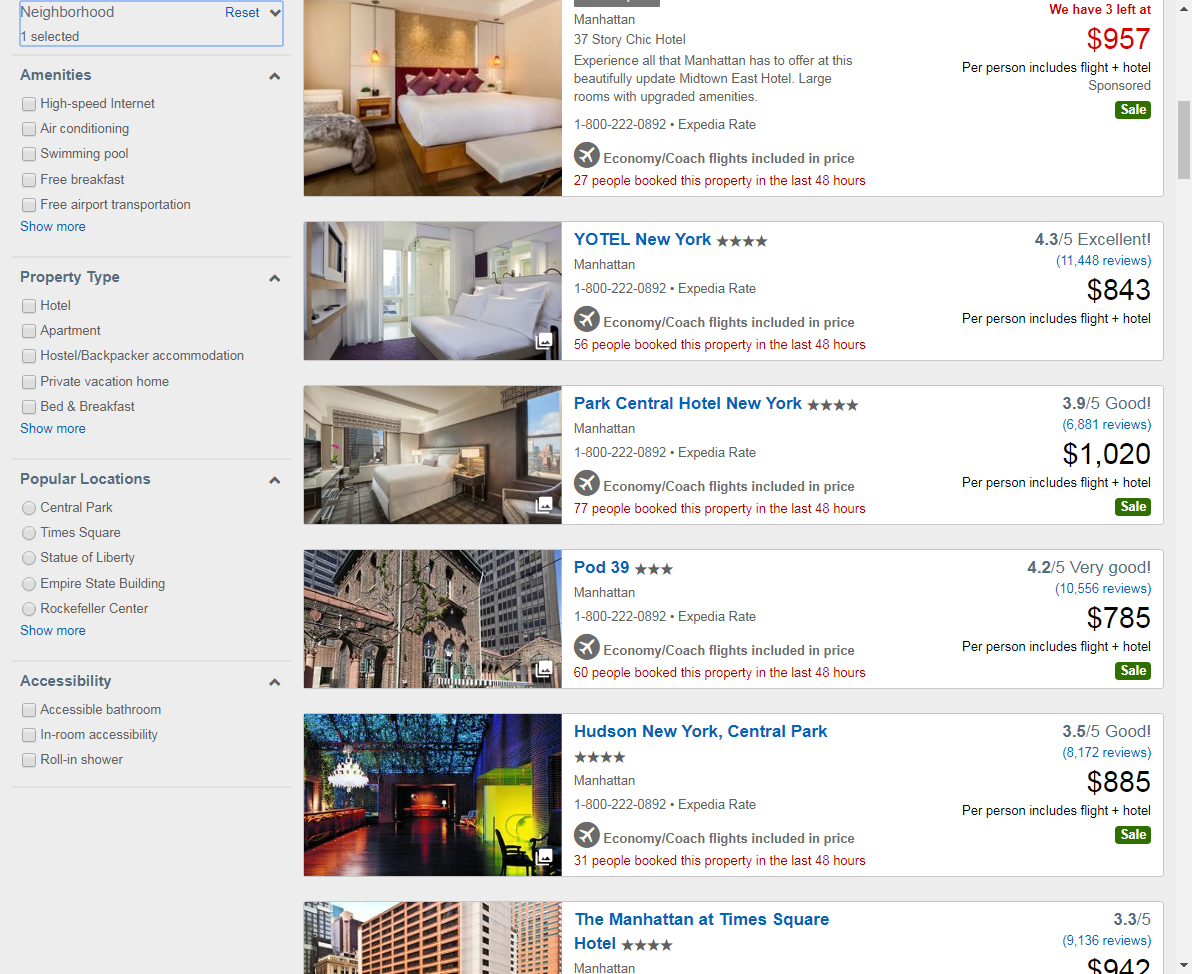 Neighborhood
Reset
1 selected
Amenities
High-speed Internet
Air conditioning
Swimming pool
Free breakfast
Free airport transportation
Show more
Property Type
Hotel
Apartment
Hostel/Backpacker accommodation
Private vacation home
Bed & Breakfast
Show more
Popular Locations
Central Park
Times Square
Statue of Liberty
Empire State Building
Rockefeller Center
Show more
Accessibility
Accessible bathroom
In-room accessibility
Roll-in shower
Manhattan
37 Story Chic Hotel
Experience all that Manhattan has to offer at this
beautifully update Midtown East Hotel. Large
rooms with upgraded amenities.
1-800-222-0892 • Expedia Rate
Economy/Coach flights included in price
27 people booked this property in the last 48 hours
We have 3 left at
$957
Per person includes flight + hotel
Sponsored
Sale
YOTEL New York
Manhattan
1-800-222-0892 • Expedia Rate
Economy/Coach flights included in price
56 people booked this property in the last 48 hours
4.3/5 Excellent!
(11,448 reviews)
$843
Per person includes flight + hotel
Park Central Hotel New York
Manhattan
1-800-222-0892 • Expedia Rate
Economy/Coach flights included in price
77 people booked this property in the last 48 hours
3.9/5 Good!
(6,881 reviews)
$1,020
Per person includes flight + hotel
Sale
Pod 39
Manhattan
1-800-222-0892 • Expedia Rate
Economy/Coach flights included in price
60 people booked this property in the last 48 hours
4.2/5 Very good!
(10,556 reviews)
$785
Per person includes flight + hotel
Sale
Hudson New York, Central Park
Manhattan
1-800-222-0892 • Expedia Rate
Economy/Coach flights included in price
31 people booked this property in the last 48 hours
3.5/5 Good!
(8,172 reviews)
$885
Per person includes flight + hotel
Sale
The Manhattan at Times Square
Hotel
Manhattan
3.3/5
(9,136 reviews)
$942